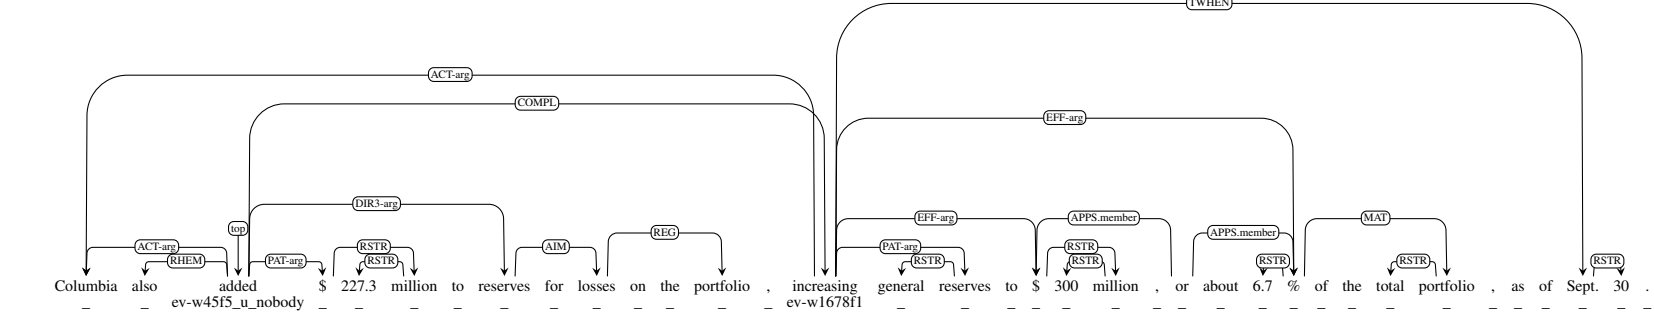 TWHEN
ACT-arg
COMPL
EFF-arg
DIR3-arg
EFF-arg APPS.member MAT
top REG APPS.member
ACT-arg RSTR AIM PAT-arg RSTR
RHEM PAT-arg RSTR RSTR RSTR RSTR RSTR RSTR
Columbia also added $ 227.3 million to reserves for losses on the portfolio , increasing general reserves to $ 300 million , or about 6.7 % of the total portfolio , as of Sept. 30 .
ev-w45f5_u_nobody ev-w1678f1
_ _ _ _ _ _ _ _ _ _ _ _ _ _ _ _ _ _ _ _ _ _ _ _ _ _ _ _ _ _ _ _ _ _ _